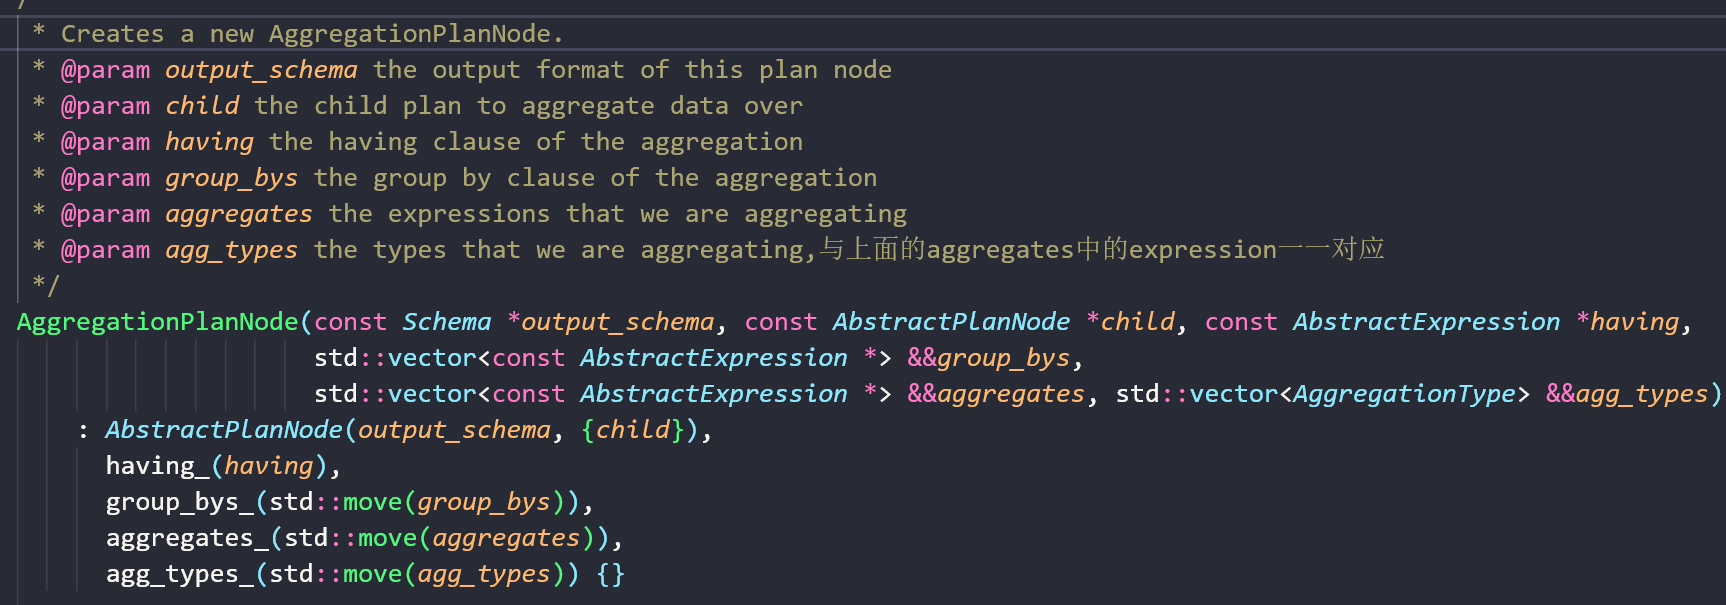 * Creates a new AggregationPlanNode.
* @param output_schema the output format of this plan node
* @param child the child plan to aggregate data over
* @param having the having clause of the aggregation
* @param group_bys the group by clause of the aggregation
* @param aggregates the expressions that we are aggregating
* @param agg_types the types that we are aggregating,与上面的aggregates中的expression一一对应
*/
AggregationPlanNode(const Schema *output_schema, const AbstractPlanNode *child, const AbstractExpression *having,
std::vector<const AbstractExpression *> &&group_bys,
std::vector<const AbstractExpression *> &&aggregates, std::vector<AggregationType> &&agg_types)
: AbstractPlanNode(output_schema, {child}),
having_(having),
group_bys_(std::move(group_bys)),
aggregates_(std::move(aggregates)),
agg_types_(std::move(agg_types)) {}